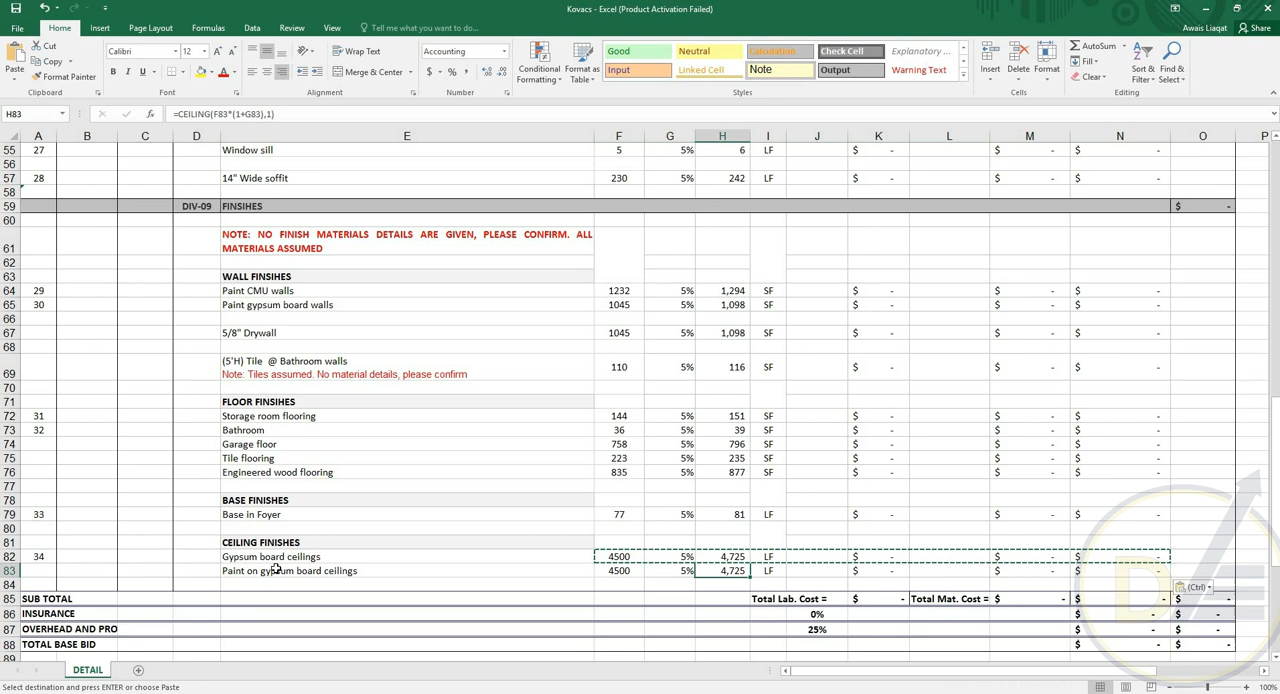 Kovacs - Excel (Product Activation Failed)
File Home Insert Page Layout Formulas Data Review View Tell me what you want to do... Awais Liaqat Share
Cut Calibri 12 Wrap Text Accounting Good Neutral Calculation Check Cell Explanatory ... AutoSum
Copy Fill
Paste Format Painter B I U Merge & Center $ % Conditional Formatting Format as Table Input Linked Cell Note Output Warning Text Insert Delete Format Clear Sort & Filter Find & Select
Clipboard Font Alignment Number Styles Cells Editing
H83 fx =CEILING(F83*(1+G83),1)
A B C D E F G H I J K L M N O P
55 27 Window sill 5 5% 6 LF $ - $ - $ -
56
57 28 14" Wide soffit 230 5% 242 LF $ - $ - $ -
58
59 DIV-09 FINSIHES $ -
60
NOTE: NO FINISH MATERIALS DETAILS ARE GIVEN, PLEASE CONFIRM. ALL
61 MATERIALS ASSUMED
62
63 WALL FINSIHES
64 29 Paint CMU walls 1232 5% 1,294 SF $ - $ - $ -
65 30 Paint gypsum board walls 1045 5% 1,098 SF $ - $ - $ -
66
67 5/8" Drywall 1045 5% 1,098 SF $ - $ - $ -
68
(5'H) Tile @ Bathroom walls
69 Note: Tiles assumed. No material details, please confirm 110 5% 116 SF $ - $ - $ -
70
71 FLOOR FINSIHES
72 31 Storage room flooring 144 5% 151 SF $ - $ - $ -
73 32 Bathroom 36 5% 39 SF $ - $ - $ -
74 Garage floor 758 5% 796 SF $ - $ - $ -
75 Tile flooring 223 5% 235 SF $ - $ - $ -
76 Engineered wood flooring 835 5% 877 SF $ - $ - $ -
77
78 BASE FINISHES
79 33 Base in Foyer 77 5% 81 LF $ - $ - $ -
80
81 CEILING FINISHES
82 34 Gypsum board ceilings 4500 5% 4,725 LF $ - $ - $ -
83 Paint on gypsum board ceilings 4500 5% 4,725 LF $ - $ - $ -
84 (Ctrl)
85 SUB TOTAL Total Lab. Cost = $ - Total Mat. Cost = $ - $ - $ -
86 INSURANCE 0% $ - $ -
87 OVERHEAD AND PRO 25% $ - $ -
88 TOTAL BASE BID $ - $ -
89
DETAIL
Select destination and press ENTER or choose Paste 100%